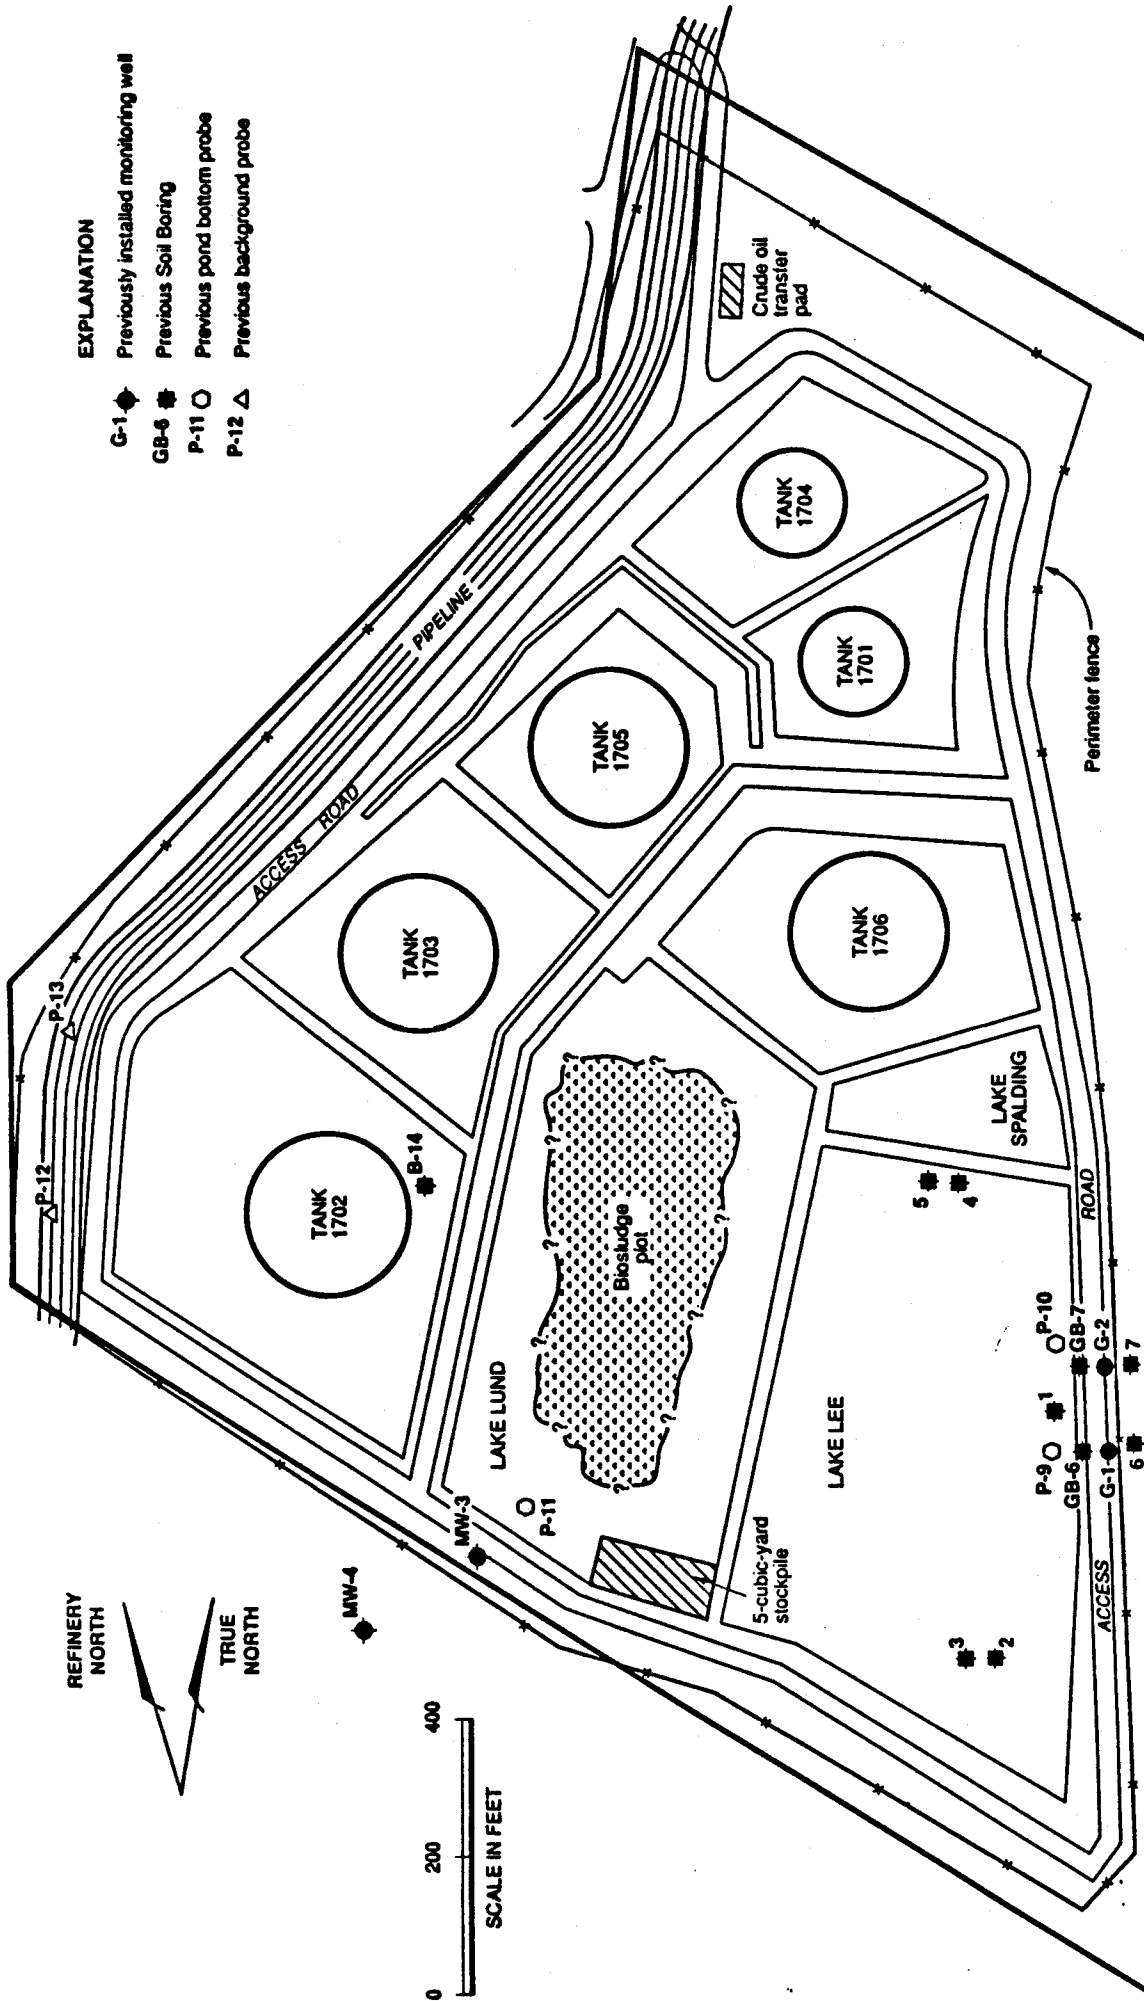 EXPLANATION
G-1 Previously installed monitoring well
GB-6 Previous Soil Boring
P-11 Previous pond bottom probe
P-12 Previous background probe
REFINERY
NORTH
TRUE
NORTH
0 200 400
SCALE IN FEET
MW-4
MW-3
P-12
P-13
PIPELINE
ACCESS ROAD
TANK
1702
B-14
TANK
1703
TANK
1705
TANK
1704
TANK
1701
TANK
1706
Crude oil
transfer
pad
Perimeter fence
LAKE LUND
P-11
Biosludge
plot
? ? ? ? ? ? ? ? ? ? ?
5-cubic-yard
stockpile
LAKE LEE
LAKE
SPALDING
5
4
3
2
P-9
1
P-10
GB-6
GB-7
G-1
G-2
6
7
ACCESS
ROAD